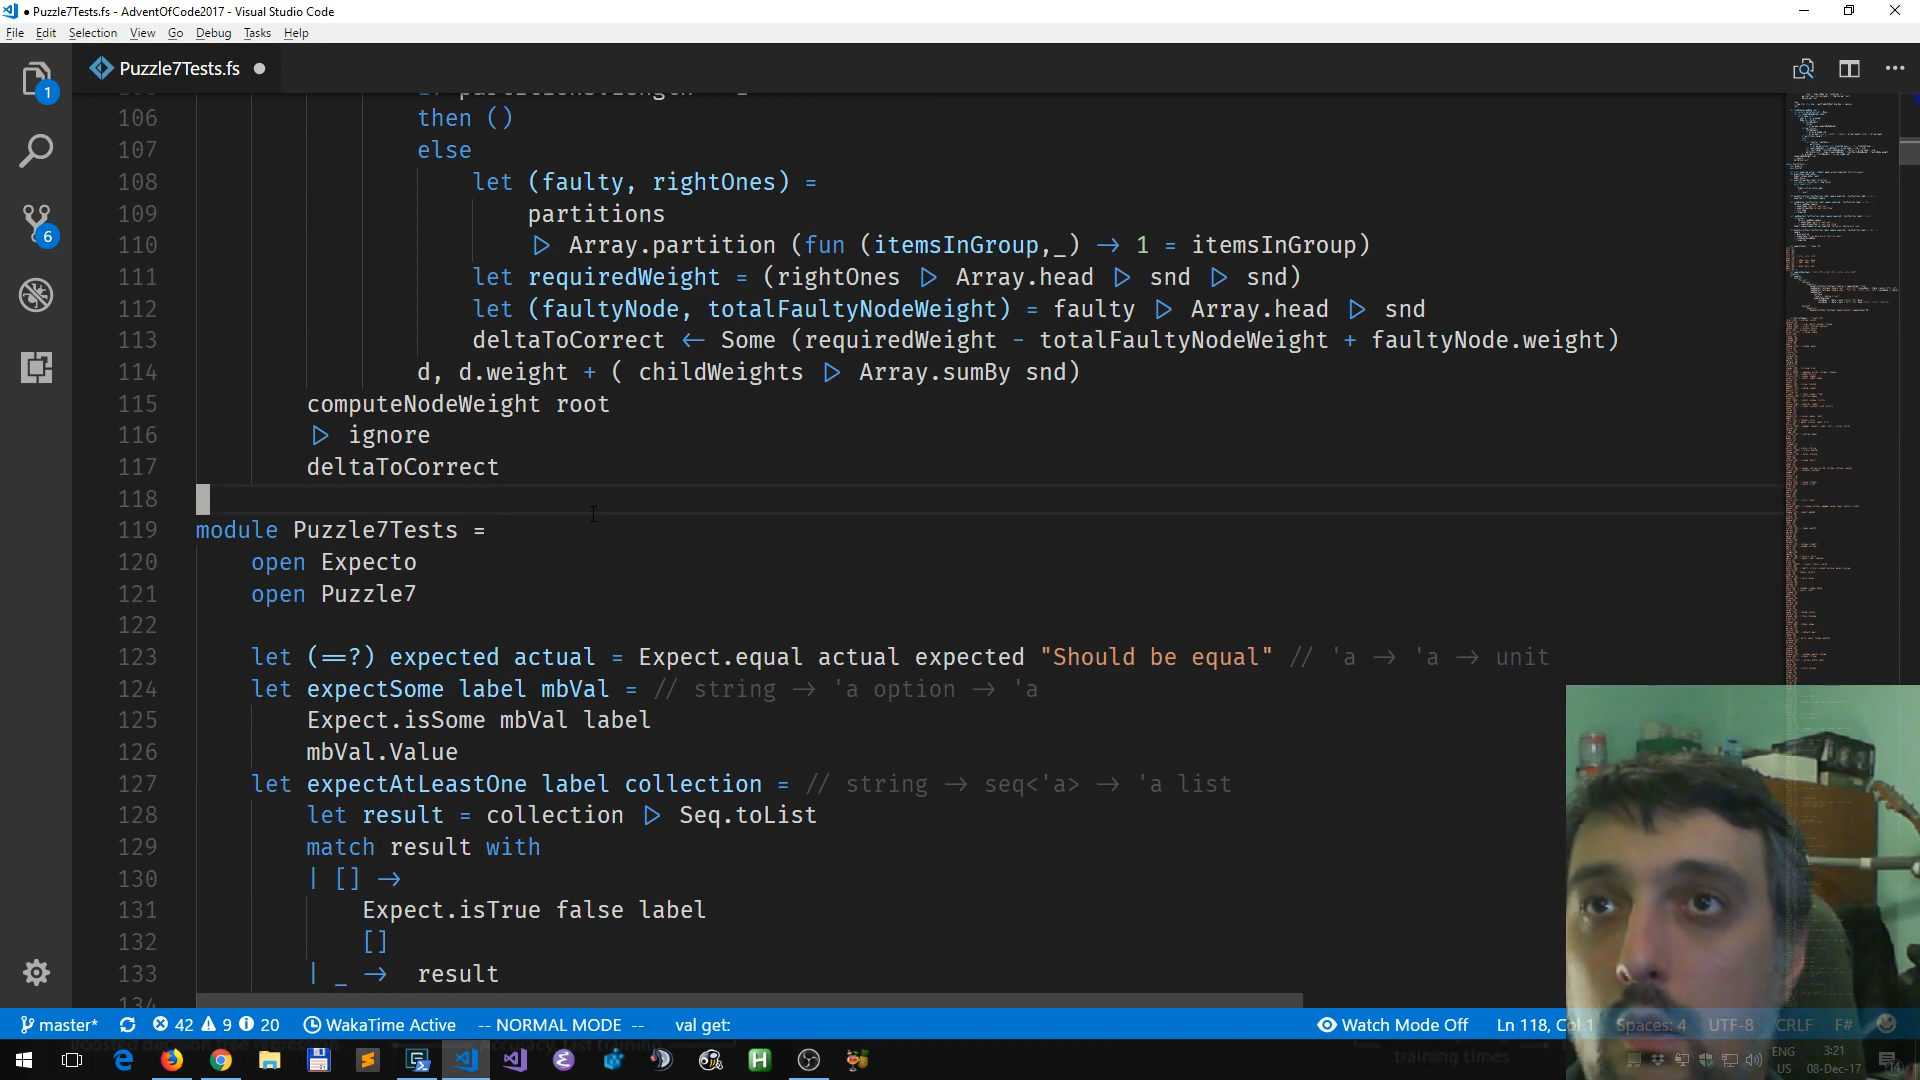 ● Puzzle7Tests.fs - AdventOfCode2017 - Visual Studio Code
File Edit Selection View Go Debug Tasks Help
1
Puzzle7Tests.fs ●
106 then ()
107 else
108 let (faulty, rightOnes) =
109 partitions
110 ▷ Array.partition (fun (itemsInGroup,_) → 1 = itemsInGroup)
111 let requiredWeight = (rightOnes ▷ Array.head ▷ snd ▷ snd)
112 let (faultyNode, totalFaultyNodeWeight) = faulty ▷ Array.head ▷ snd
113 deltaToCorrect ← Some (requiredWeight - totalFaultyNodeWeight + faultyNode.weight)
114 d, d.weight + ( childWeights ▷ Array.sumBy snd)
115 computeNodeWeight root
116 ▷ ignore
117 deltaToCorrect
118
119 module Puzzle7Tests =
120 open Expecto
121 open Puzzle7
122
123 let (==?) expected actual = Expect.equal actual expected "Should be equal" // 'a → 'a → unit
124 let expectSome label mbVal = // string → 'a option → 'a
125 Expect.isSome mbVal label
126 mbVal.Value
127 let expectAtLeastOne label collection = // string → seq<'a> → 'a list
128 let result = collection ▷ Seq.toList
129 match result with
130 | [] →
131 Expect.isTrue false label
132 []
133 | _ → result
134
6
master* 42 9 20 WakaTime Active -- NORMAL MODE -- val get: Watch Mode Off Ln 118, Col 1 Spaces: 4 UTF-8 CRLF F#
training times
ENG
US
3:21
08-Dec-17
14